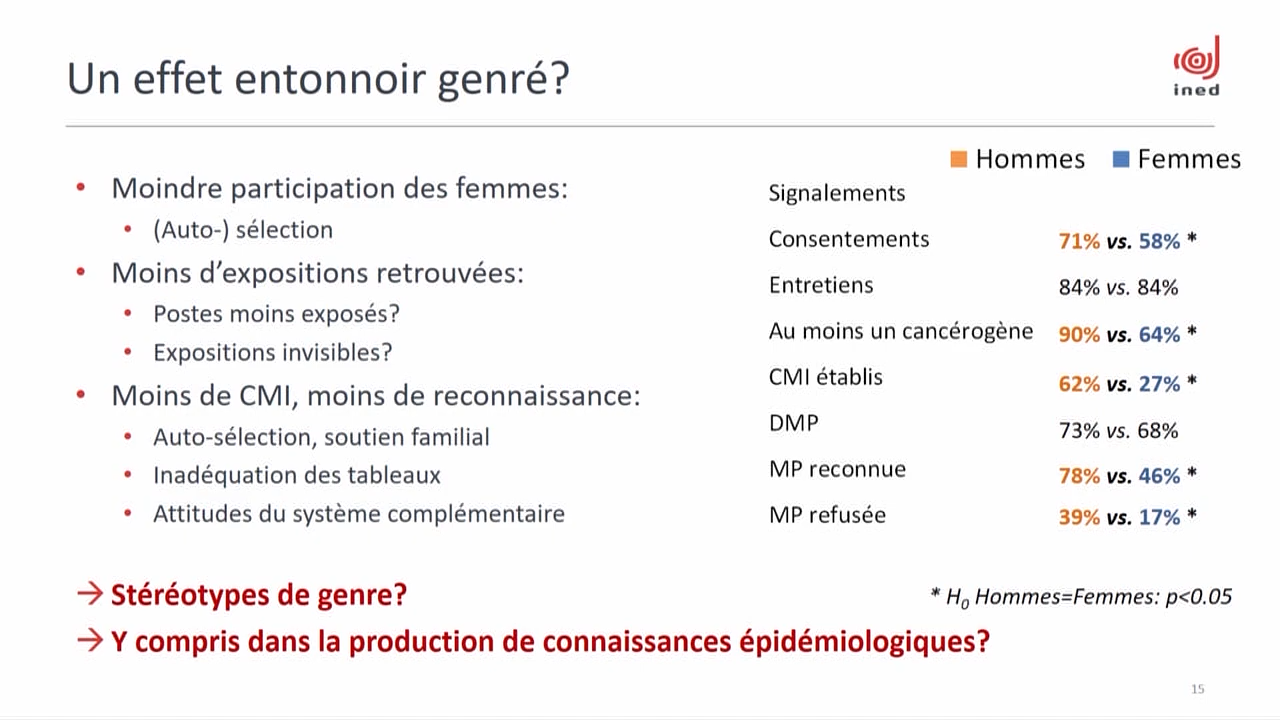 Un effet entonnoir genré?
ined
• Moindre participation des femmes:
• (Auto-) sélection
• Moins d’expositions retrouvées:
• Postes moins exposés?
• Expositions invisibles?
• Moins de CMI, moins de reconnaissance:
• Auto-sélection, soutien familial
• Inadéquation des tableaux
• Attitudes du système complémentaire
Hommes Femmes
Signalements
Consentements 71% vs. 58% *
Entretiens 84% vs. 84%
Au moins un cancérogène 90% vs. 64% *
CMI établis 62% vs. 27% *
DMP 73% vs. 68%
MP reconnue 78% vs. 46% *
MP refusée 39% vs. 17% *
→ Stéréotypes de genre?
* H0 Hommes=Femmes: p<0.05
→ Y compris dans la production de connaissances épidémiologiques?
15